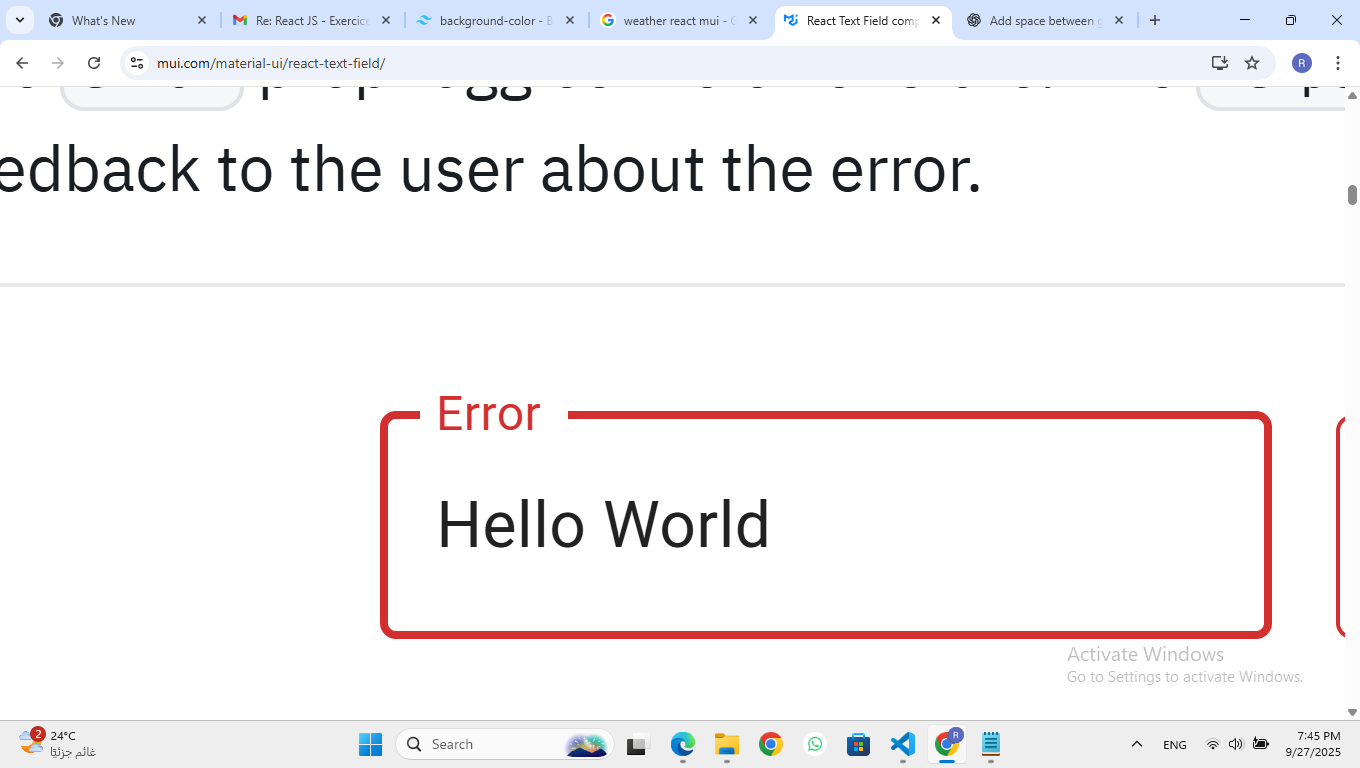 What's New
Re: React JS - Exercice
background-color - B
weather react mui - G
React Text Field comp
Add space between g
mui.com/material-ui/react-text-field/
R
edback to the user about the error.
Error
Hello World
Activate Windows
Go to Settings to activate Windows.
2
24°C
غائم جزئيًا
Search
R
ENG
7:45 PM
9/27/2025